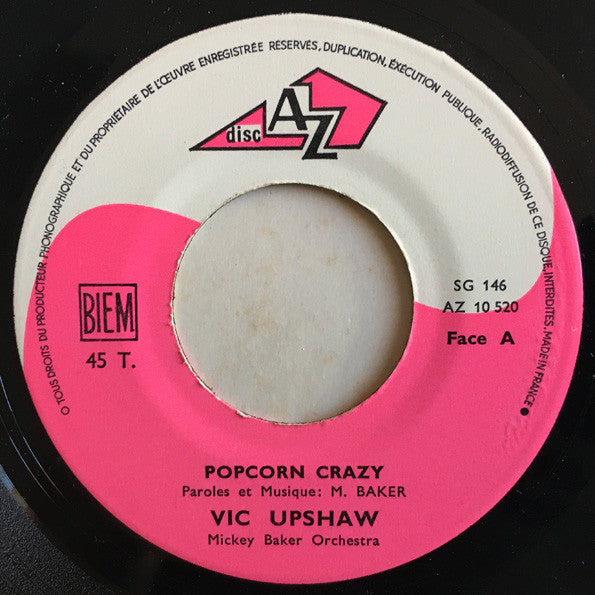 ○ TOUS DROITS DU PRODUCTEUR PHONOGRAPHIQUE ET DU PROPRIÉTAIRE DE L'ŒUVRE ENREGISTRÉE RÉSERVÉS, DUPLICATION, EXÉCUTION PUBLIQUE, RADIODIFFUSION DE CE DISQUE, INTERDITES, MADE IN FRANCE ●
disc AZ
BIEM
45 T.
SG 146
AZ 10 520
Face A
POPCORN CRAZY
Paroles et Musique: M. BAKER
VIC UPSHAW
Mickey Baker Orchestra